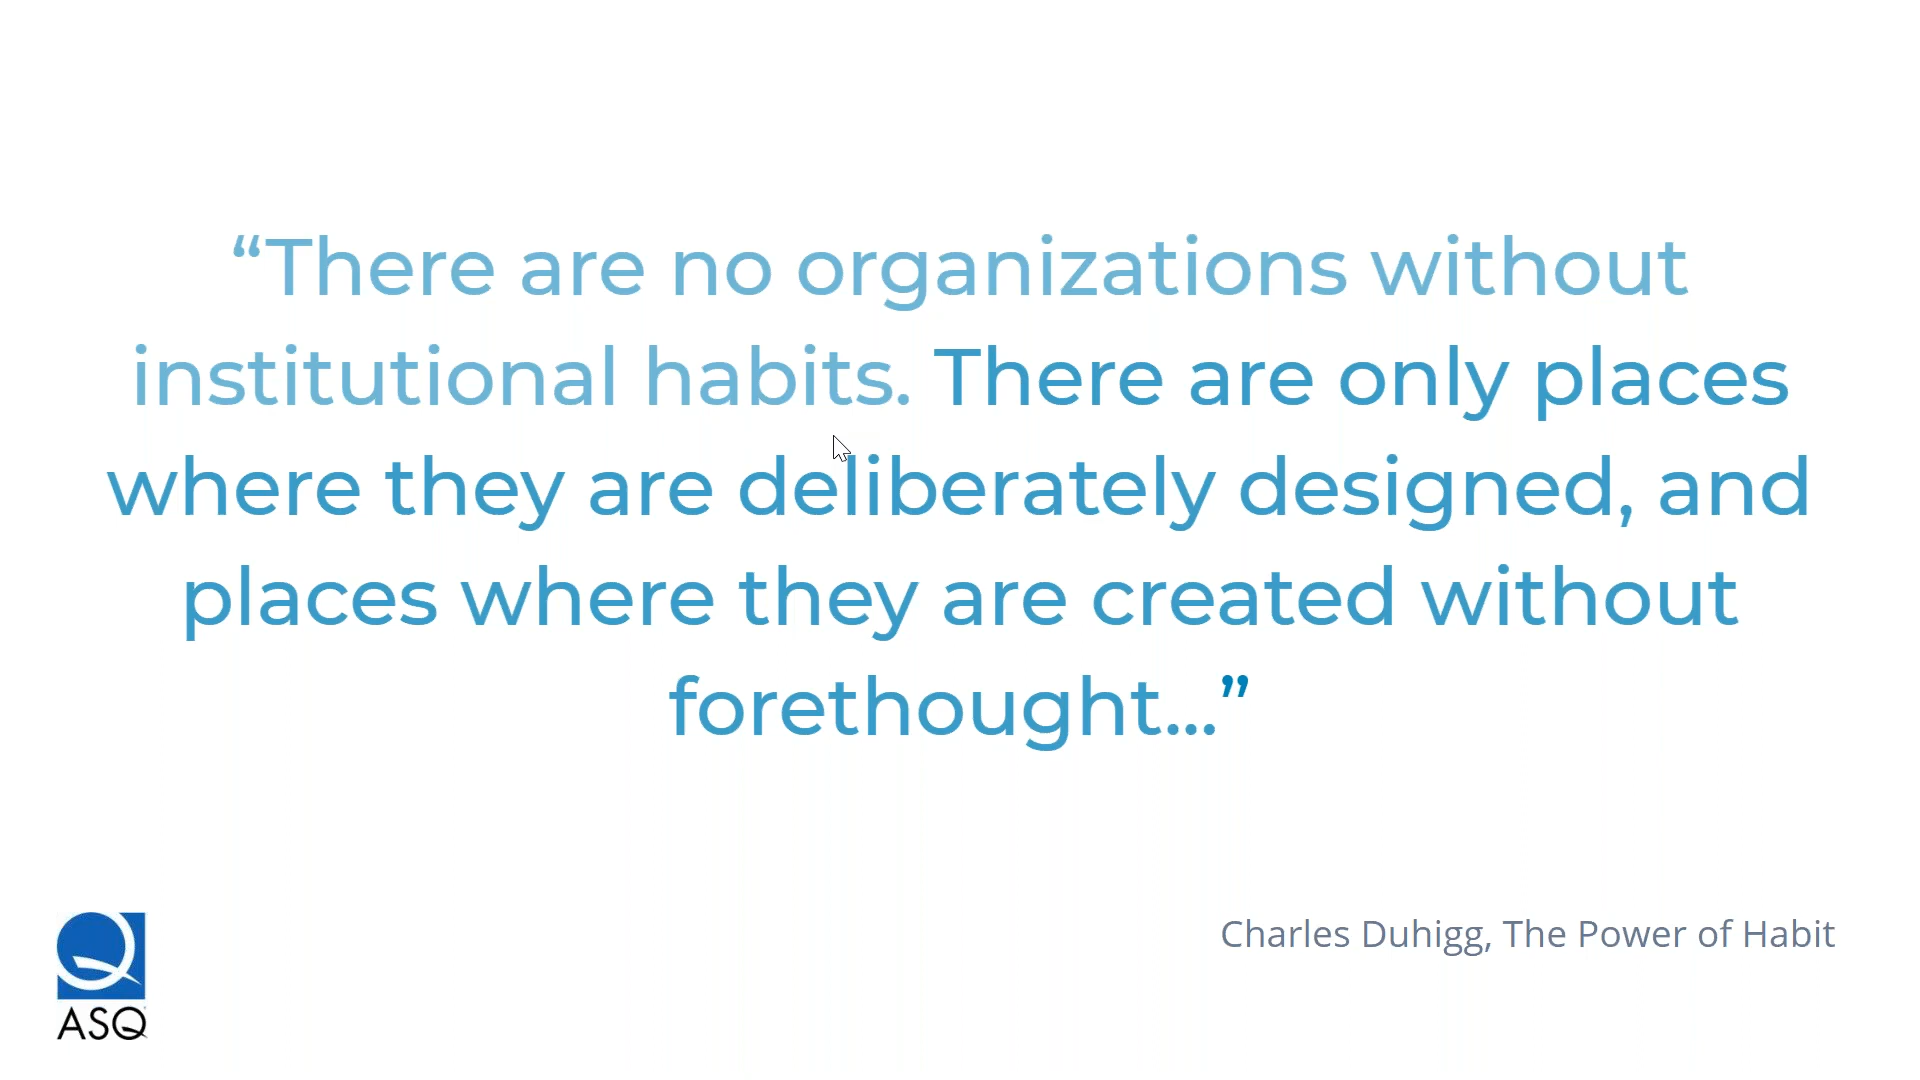 “There are no organizations without
institutional habits. There are only places
where they are deliberately designed, and
places where they are created without
forethought...”
Charles Duhigg, The Power of Habit
ASQ